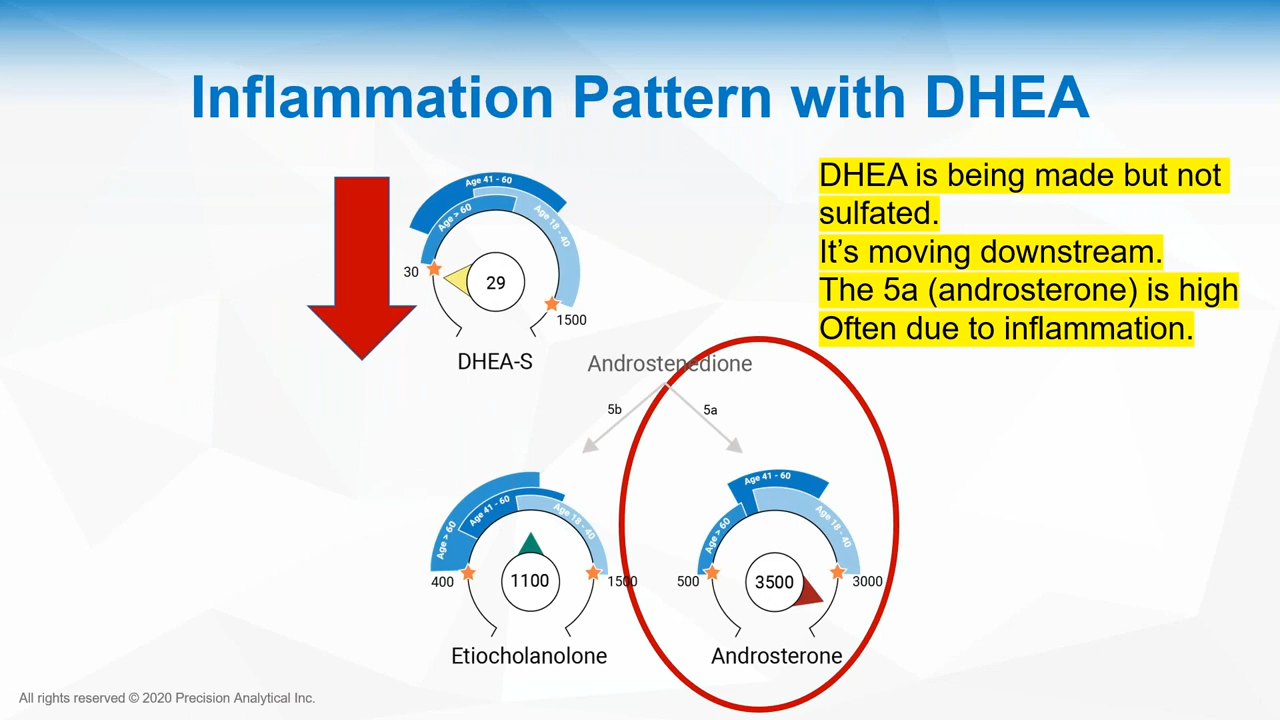 Inflammation Pattern with DHEA
DHEA is being made but not
sulfated.
It’s moving downstream.
The 5a (androsterone) is high
Often due to inflammation.
Age 41 - 60
Age > 60
Age 18 - 40
30
29
1500
DHEA-S
Androstenedione
5b
5a
Age > 60
Age 41 - 60
Age 18 - 40
400
1100
1500
Etiocholanolone
Age 41 - 60
Age > 60
Age 18 - 40
500
3500
3000
Androsterone
All rights reserved © 2020 Precision Analytical Inc.